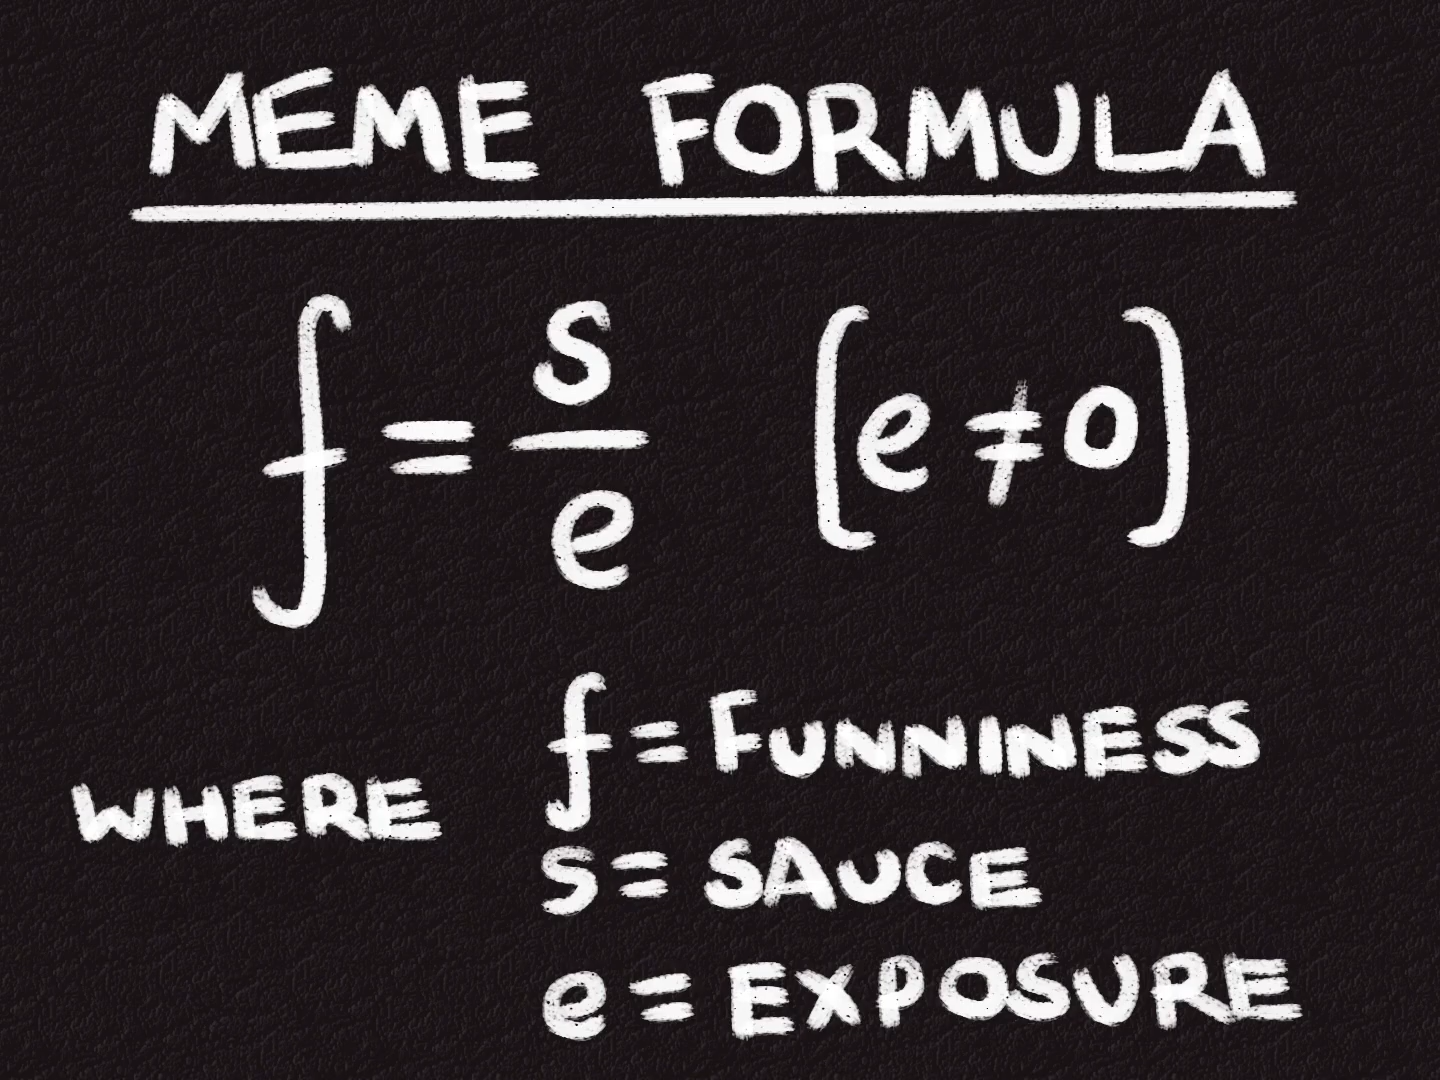 MEME FORMULA
f = s/e [e ≠ 0]
WHERE
f = FUNNINESS
s = SAUCE
e = EXPOSURE